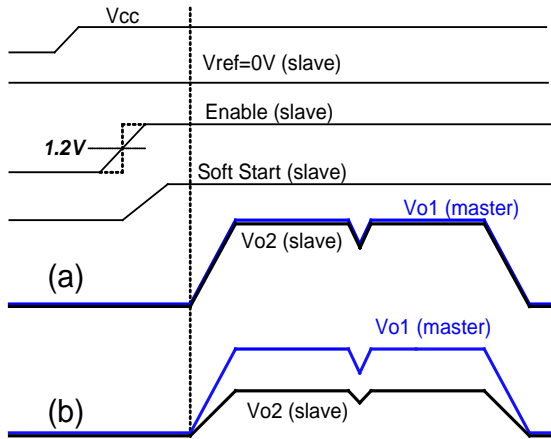 Vcc
Vref=0V (slave)
Enable (slave)
1.2V
Soft Start (slave)
Vo1 (master)
Vo2 (slave)
(a)
Vo1 (master)
(b)
Vo2 (slave)